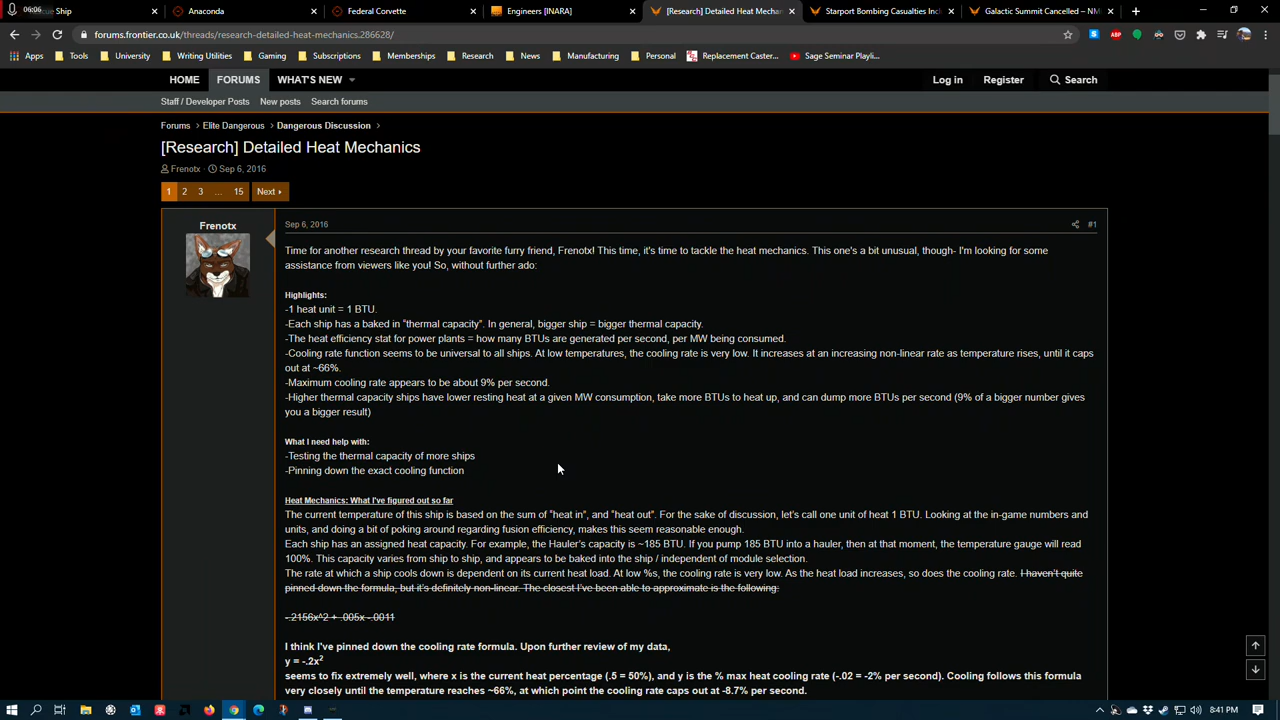 06:06
cue Ship
Anaconda
Federal Corvette
Engineers [INARA]
[Research] Detailed Heat Mechan
Starport Bombing Casualties Incl
Galactic Summit Cancelled – NM
forums.frontier.co.uk/threads/research-detailed-heat-mechanics.286628/
Apps Tools University Writing Utilities Gaming Subscriptions Memberships Research News Manufacturing Personal Replacement Caster... Sage Seminar Playli...
HOME FORUMS WHAT'S NEW Log in Register Search
Staff / Developer Posts New posts Search forums
Forums > Elite Dangerous > Dangerous Discussion >
[Research] Detailed Heat Mechanics
Frenotx · Sep 6, 2016
1 2 3 ... 15 Next
Frenotx
Sep 6, 2016 #1
Time for another research thread by your favorite furry friend, Frenotx! This time, it's time to tackle the heat mechanics. This one's a bit unusual, though- I'm looking for some
assistance from viewers like you! So, without further ado:
Highlights:
-1 heat unit = 1 BTU.
-Each ship has a baked in "thermal capacity". In general, bigger ship = bigger thermal capacity.
-The heat efficiency stat for power plants = how many BTUs are generated per second, per MW being consumed.
-Cooling rate function seems to be universal to all ships. At low temperatures, the cooling rate is very low. It increases at an increasing non-linear rate as temperature rises, until it caps
out at ~66%.
-Maximum cooling rate appears to be about 9% per second.
-Higher thermal capacity ships have lower resting heat at a given MW consumption, take more BTUs to heat up, and can dump more BTUs per second (9% of a bigger number gives
you a bigger result)
What I need help with:
-Testing the thermal capacity of more ships
-Pinning down the exact cooling function
Heat Mechanics: What I've figured out so far
The current temperature of this ship is based on the sum of "heat in", and "heat out". For the sake of discussion, let's call one unit of heat 1 BTU. Looking at the in-game numbers and
units, and doing a bit of poking around regarding fusion efficiency, makes this seem reasonable enough.
Each ship has an assigned heat capacity. For example, the Hauler's capacity is ~185 BTU. If you pump 185 BTU into a hauler, then at that moment, the temperature gauge will read
100%. This capacity varies from ship to ship, and appears to be baked into the ship / independent of module selection.
The rate at which a ship cools down is dependent on its current heat load. At low %s, the cooling rate is very low. As the heat load increases, so does the cooling rate. I haven't quite
pinned down the formula, but it's definitely non-linear. The closest I've been able to approximate is the following:
-.2156x^2 + .005x -.0011
I think I've pinned down the cooling rate formula. Upon further review of my data,
y = -.2x²
seems to fix extremely well, where x is the current heat percentage (.5 = 50%), and y is the % max heat cooling rate (-.02 = -2% per second). Cooling follows this formula
very closely until the temperature reaches ~66%, at which point the cooling rate caps out at -8.7% per second.
8:41 PM